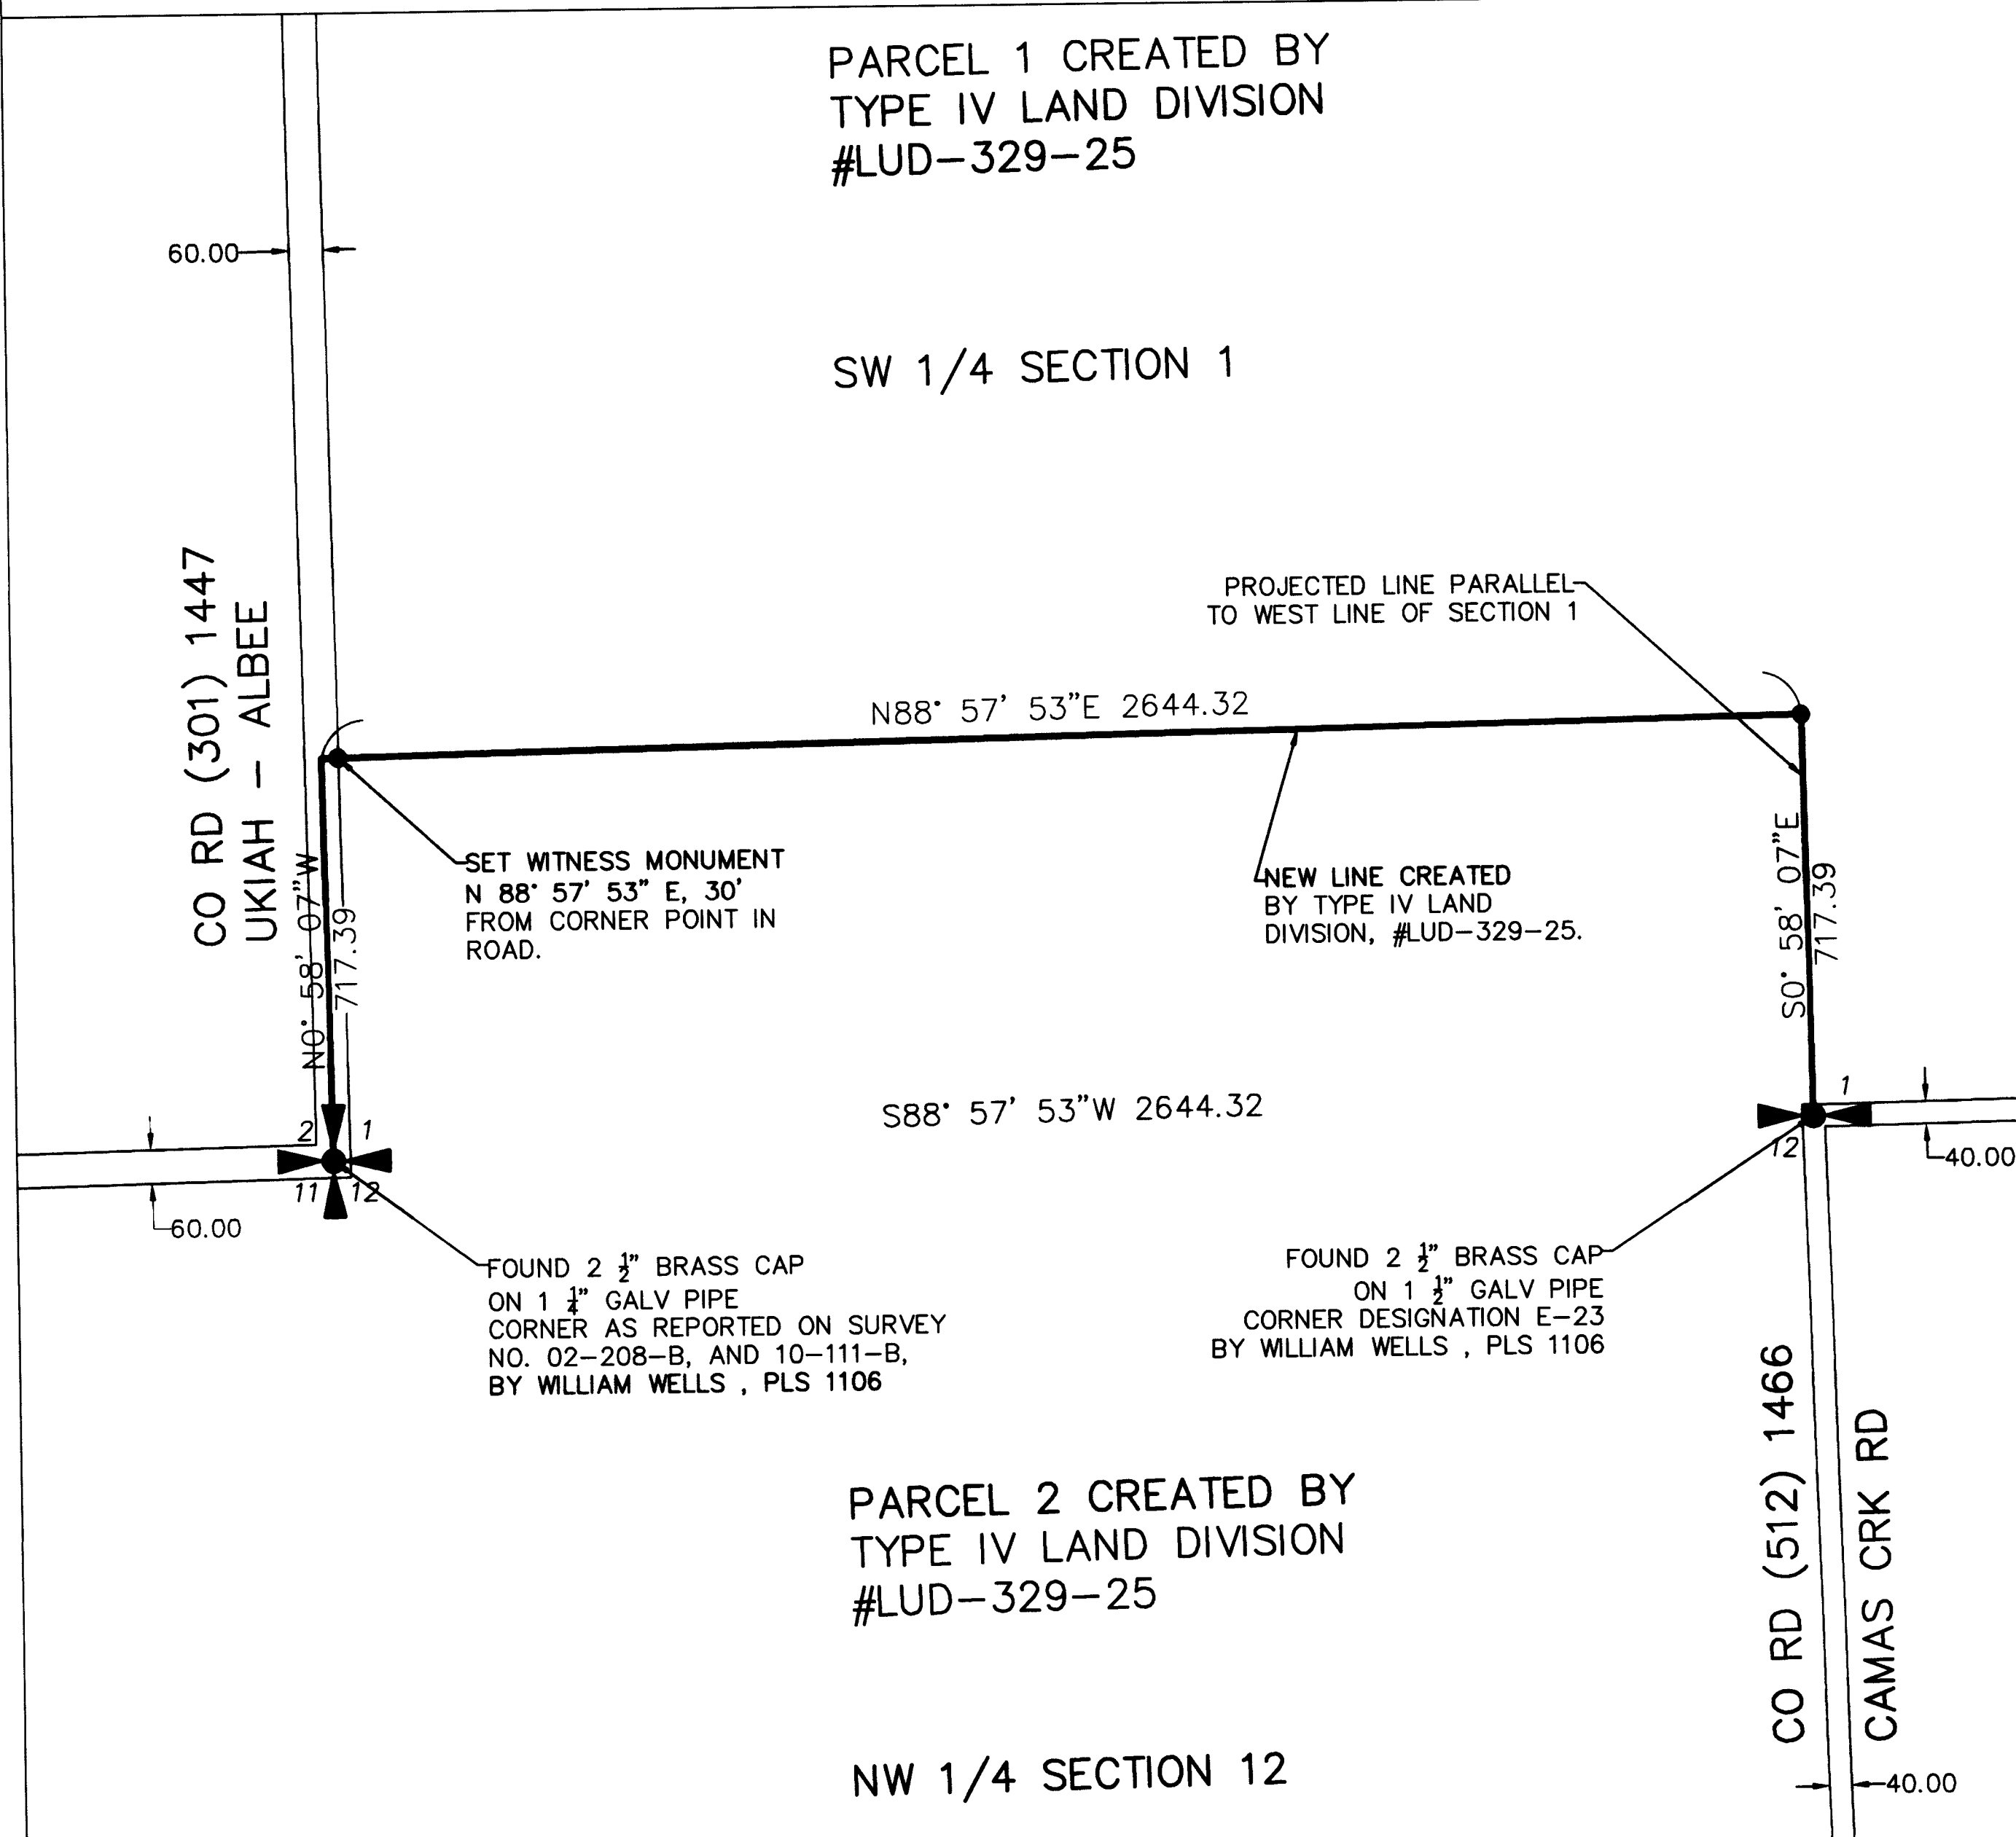 PARCEL 1 CREATED BY
TYPE IV LAND DIVISION
#LUD-329-25
60.00
SW 1/4 SECTION 1
CO RD (301) 1447
UKIAH - ALBEE
PROJECTED LINE PARALLEL
TO WEST LINE OF SECTION 1
N88° 57' 53"E 2644.32
SET WITNESS MONUMENT
N 88° 57' 53" E, 30'
FROM CORNER POINT IN
ROAD.
NEW LINE CREATED
BY TYPE IV LAND
DIVISION, #LUD-329-25.
N0° 58' 07"W
717.39
S0° 58' 07"E
717.39
S88° 57' 53"W 2644.32
2
1
11
12
60.00
1
12
40.00
FOUND 2 1/2" BRASS CAP
ON 1 1/4" GALV PIPE
CORNER AS REPORTED ON SURVEY
NO. 02-208-B, AND 10-111-B,
BY WILLIAM WELLS , PLS 1106
FOUND 2 1/2" BRASS CAP
ON 1 1/2" GALV PIPE
CORNER DESIGNATION E-23
BY WILLIAM WELLS , PLS 1106
PARCEL 2 CREATED BY
TYPE IV LAND DIVISION
#LUD-329-25
CO RD (512) 1466
CAMAS CRK RD
NW 1/4 SECTION 12
40.00